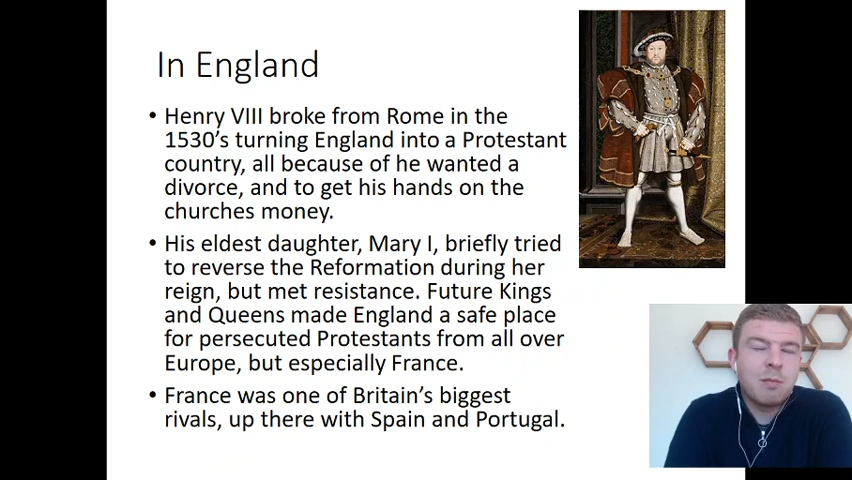 In England
• Henry VIII broke from Rome in the
1530's turning England into a Protestant
country, all because of he wanted a
divorce, and to get his hands on the
churches money.
• His eldest daughter, Mary I, briefly tried
to reverse the Reformation during her
reign, but met resistance. Future Kings
and Queens made England a safe place
for persecuted Protestants from all over
Europe, but especially France.
• France was one of Britain's biggest
rivals, up there with Spain and Portugal.